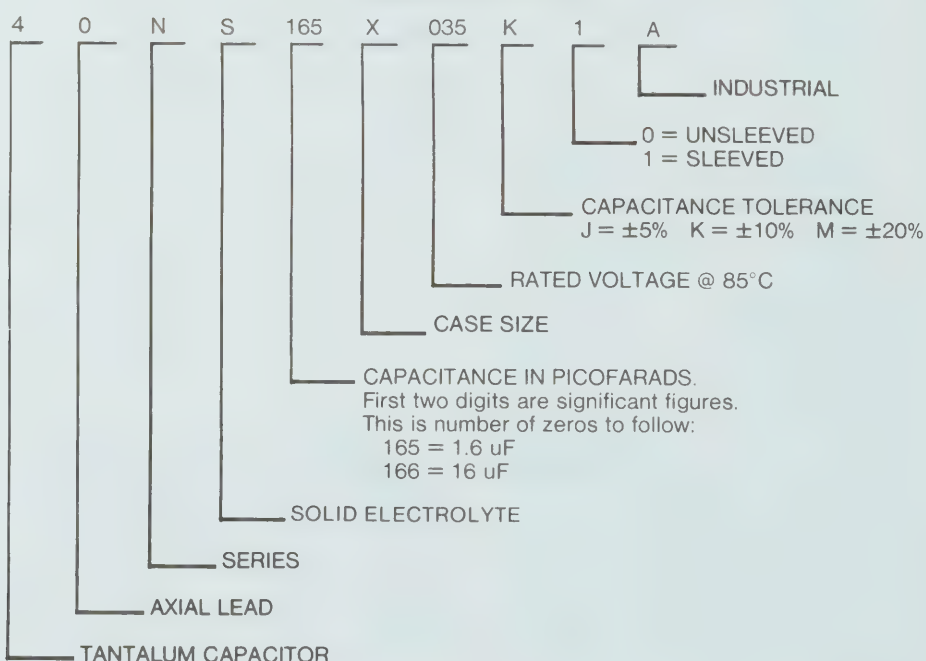 4 0 N S 165 X 035 K 1 A
INDUSTRIAL
0 = UNSLEEVED
1 = SLEEVED
CAPACITANCE TOLERANCE
J = ±5% K = ±10% M = ±20%
RATED VOLTAGE @ 85°C
CASE SIZE
CAPACITANCE IN PICOFARADS.
First two digits are significant figures.
This is number of zeros to follow:
165 = 1.6 uF
166 = 16 uF
SOLID ELECTROLYTE
SERIES
AXIAL LEAD
TANTALUM CAPACITOR